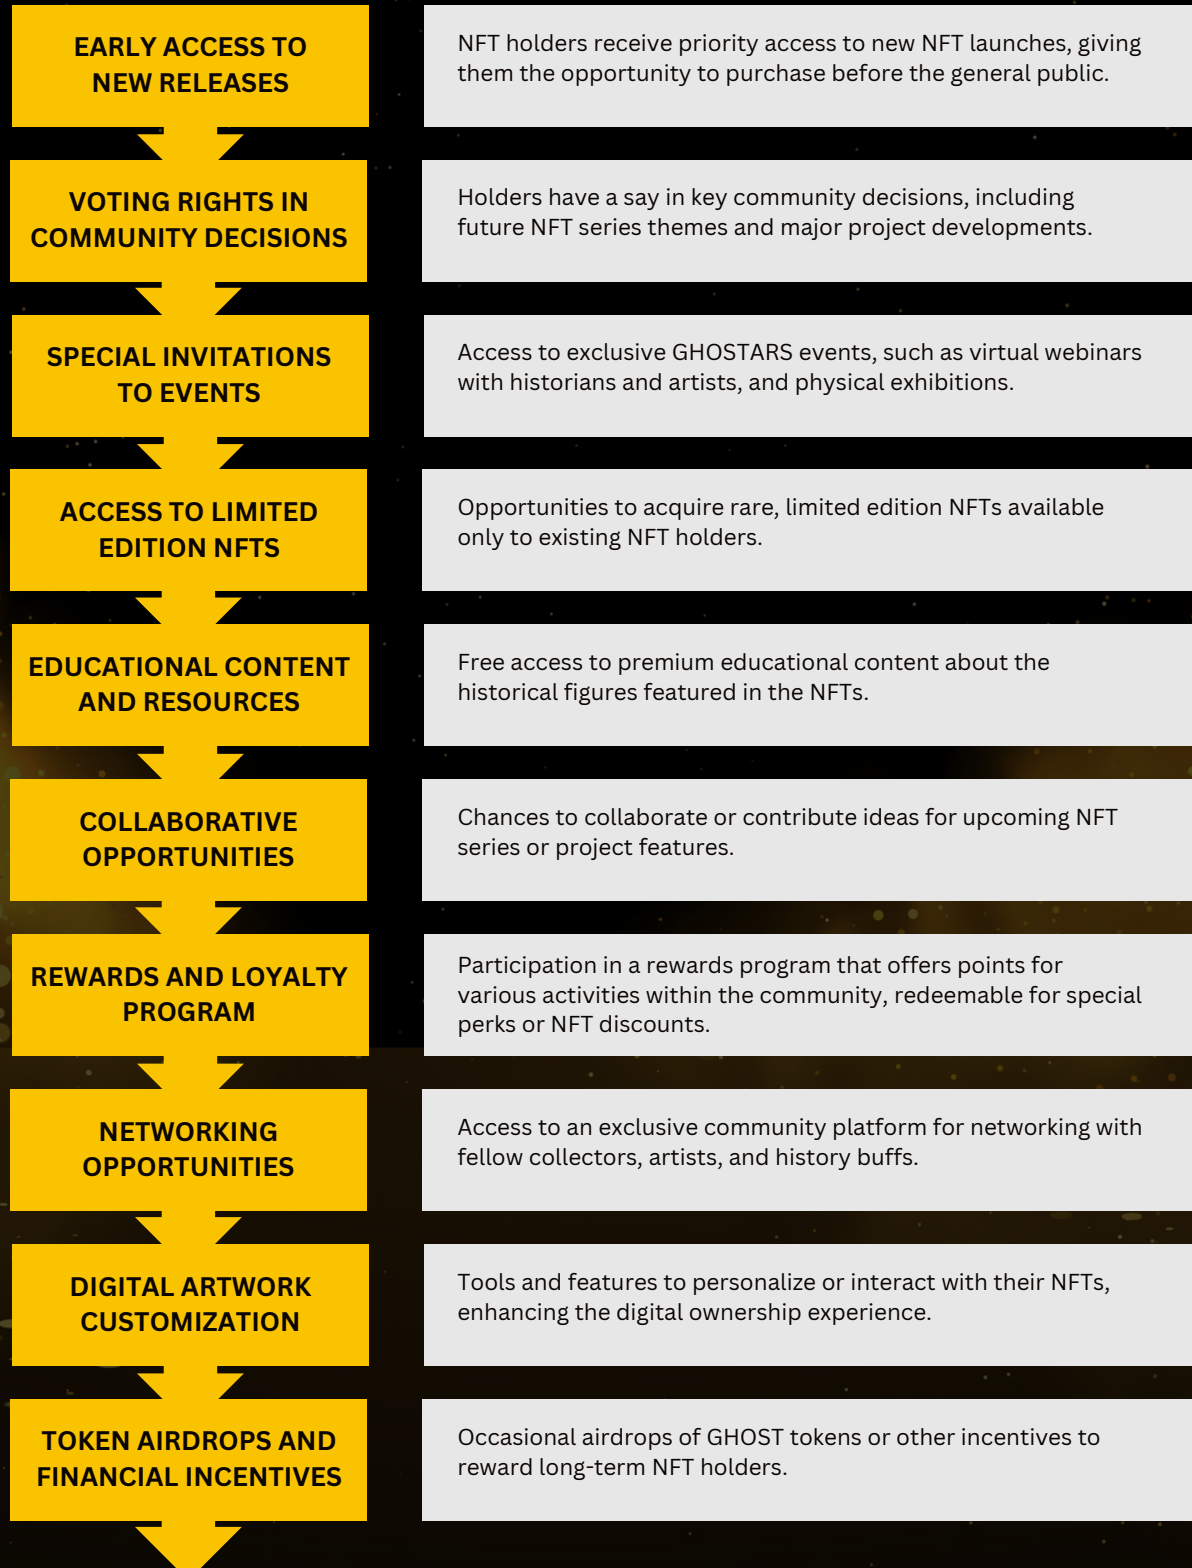 EARLY ACCESS TO
NEW RELEASES
NFT holders receive priority access to new NFT launches, giving
them the opportunity to purchase before the general public.
VOTING RIGHTS IN
COMMUNITY DECISIONS
Holders have a say in key community decisions, including
future NFT series themes and major project developments.
SPECIAL INVITATIONS
TO EVENTS
Access to exclusive GHOSTARS events, such as virtual webinars
with historians and artists, and physical exhibitions.
ACCESS TO LIMITED
EDITION NFTS
Opportunities to acquire rare, limited edition NFTs available
only to existing NFT holders.
EDUCATIONAL CONTENT
AND RESOURCES
Free access to premium educational content about the
historical figures featured in the NFTs.
COLLABORATIVE
OPPORTUNITIES
Chances to collaborate or contribute ideas for upcoming NFT
series or project features.
REWARDS AND LOYALTY
PROGRAM
Participation in a rewards program that offers points for
various activities within the community, redeemable for special
perks or NFT discounts.
NETWORKING
OPPORTUNITIES
Access to an exclusive community platform for networking with
fellow collectors, artists, and history buffs.
DIGITAL ARTWORK
CUSTOMIZATION
Tools and features to personalize or interact with their NFTs,
enhancing the digital ownership experience.
TOKEN AIRDROPS AND
FINANCIAL INCENTIVES
Occasional airdrops of GHOST tokens or other incentives to
reward long-term NFT holders.